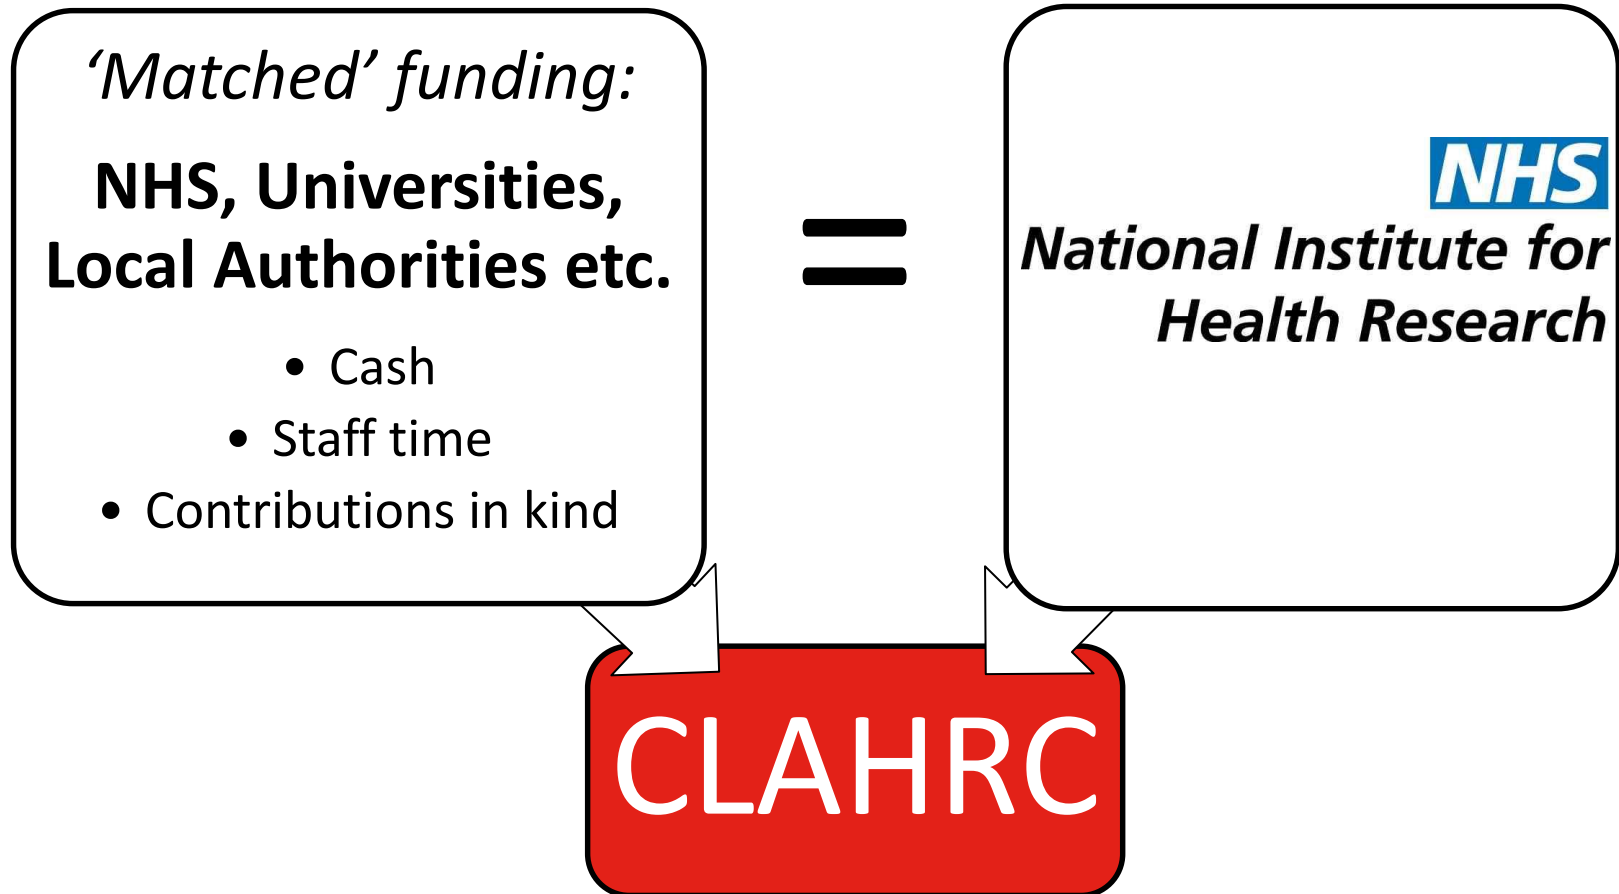 ‘Matched’ funding:
NHS, Universities,
Local Authorities etc.
• Cash
• Staff time
• Contributions in kind
=
NHS
National Institute for
Health Research
CLAHRC